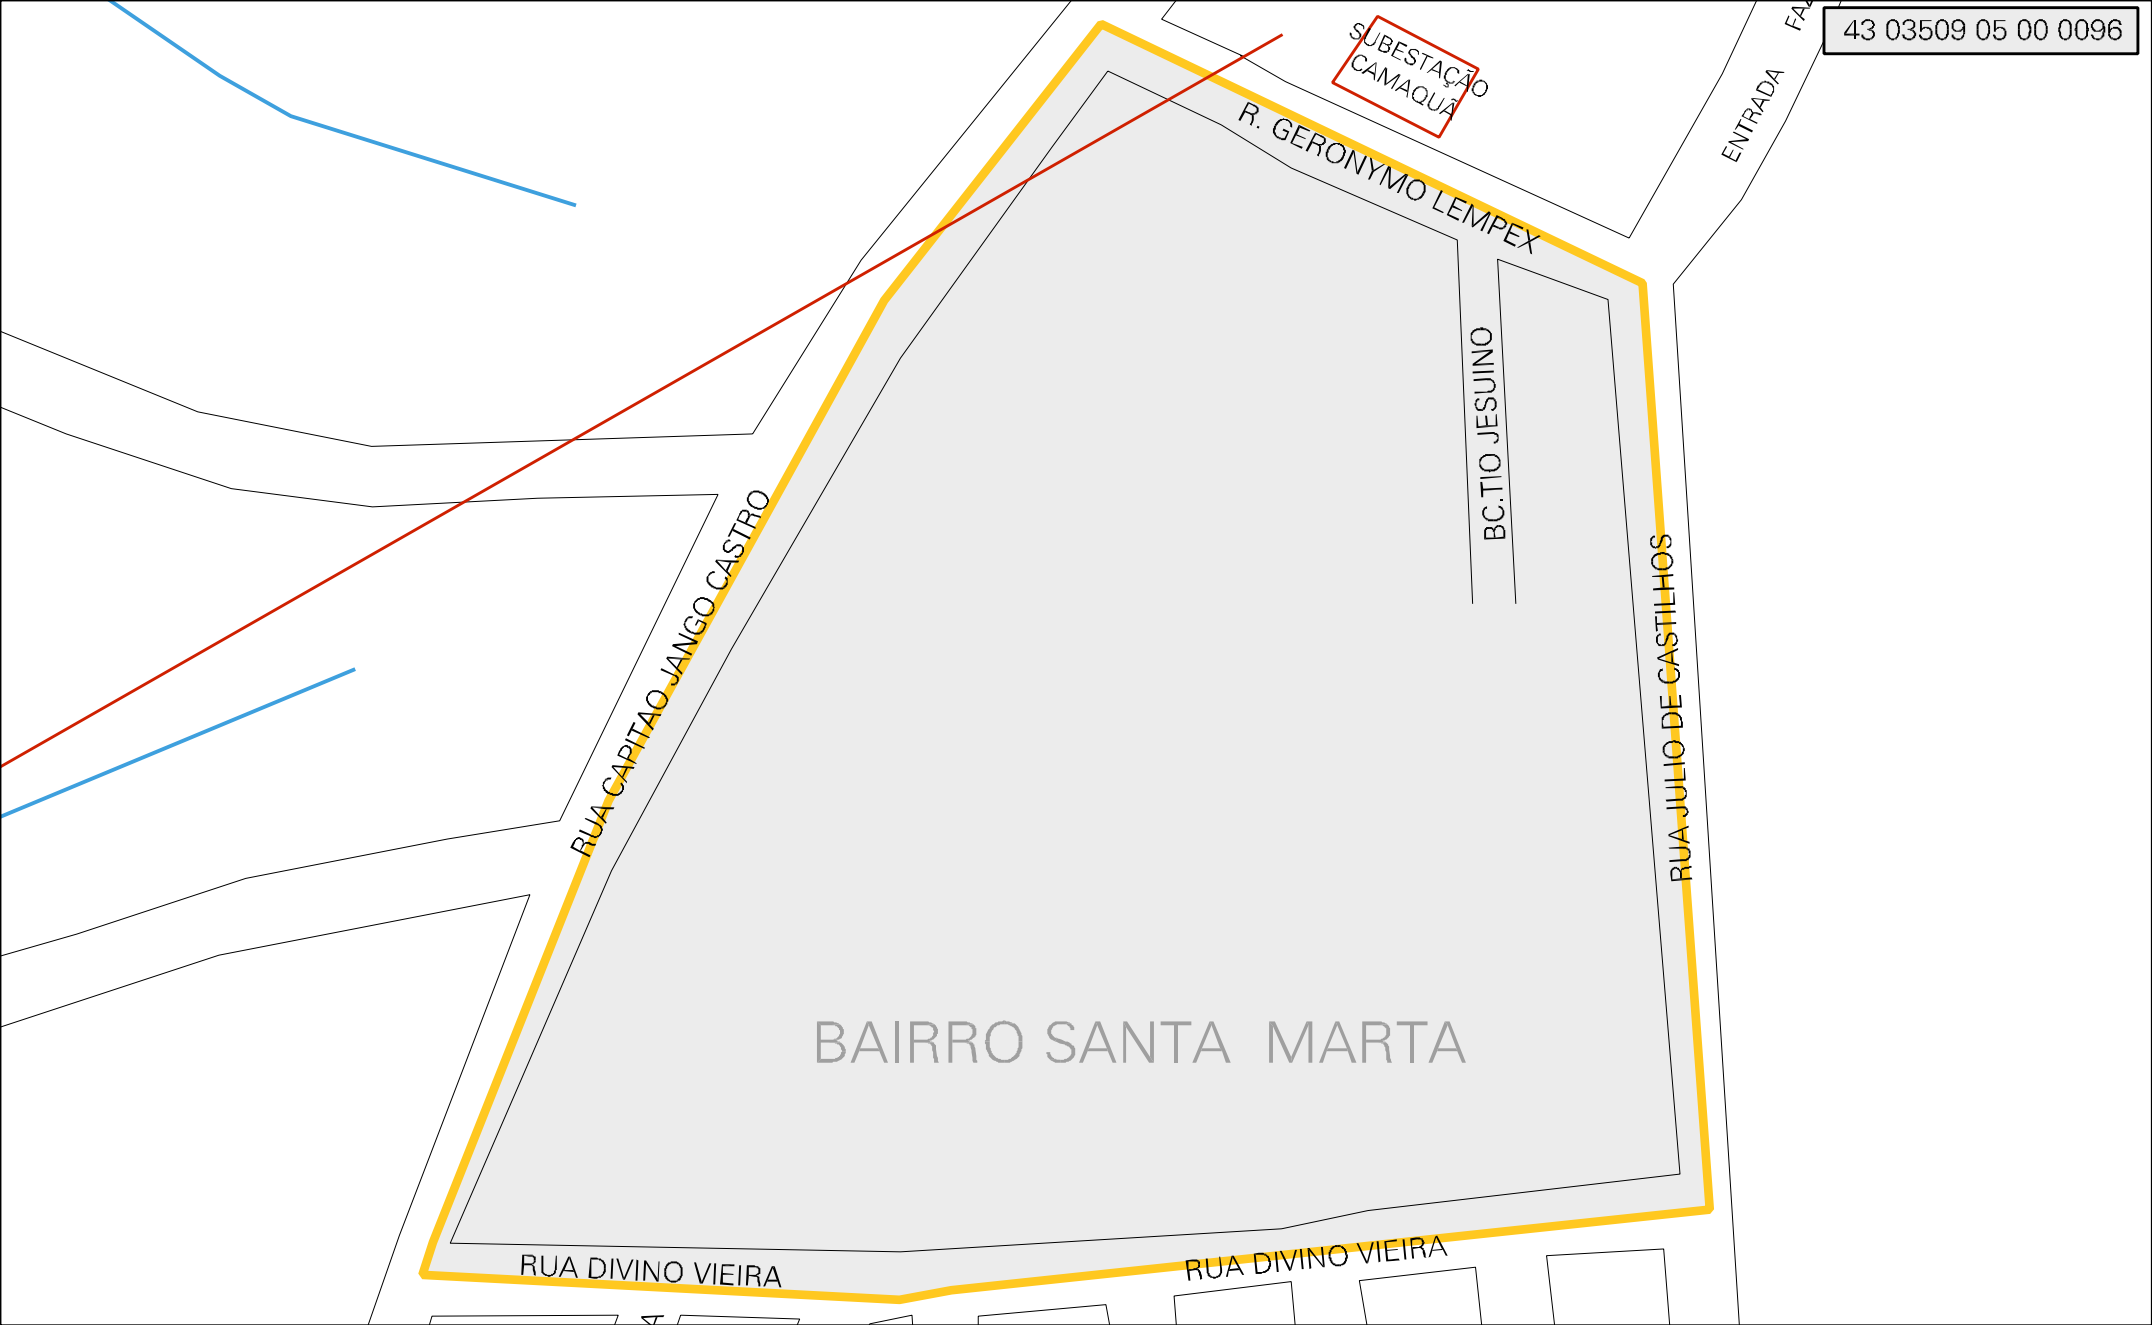 43 03509 05 00 0096
SUBESTAÇÃO
CAMAQUÃ
ENTRADA
R. GERONYMO LEMPEX
BC.TIO JESUINO
RUA CAPITAO JANGO CASTRO
RUA JULIO DE CASTILHOS
BAIRRO SANTA MARTA
RUA DIVINO VIEIRA
RUA DIVINO VIEIRA